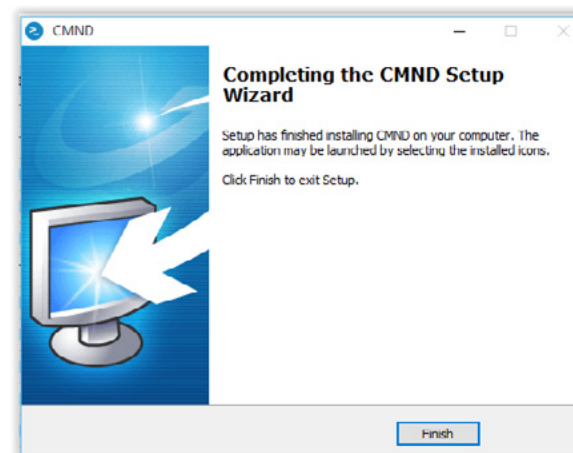 CMND
Completing the CMND Setup
Wizard
Setup has finished installing CMND on your computer. The
application may be launched by selecting the installed icons.
Click Finish to exit Setup.
Finish